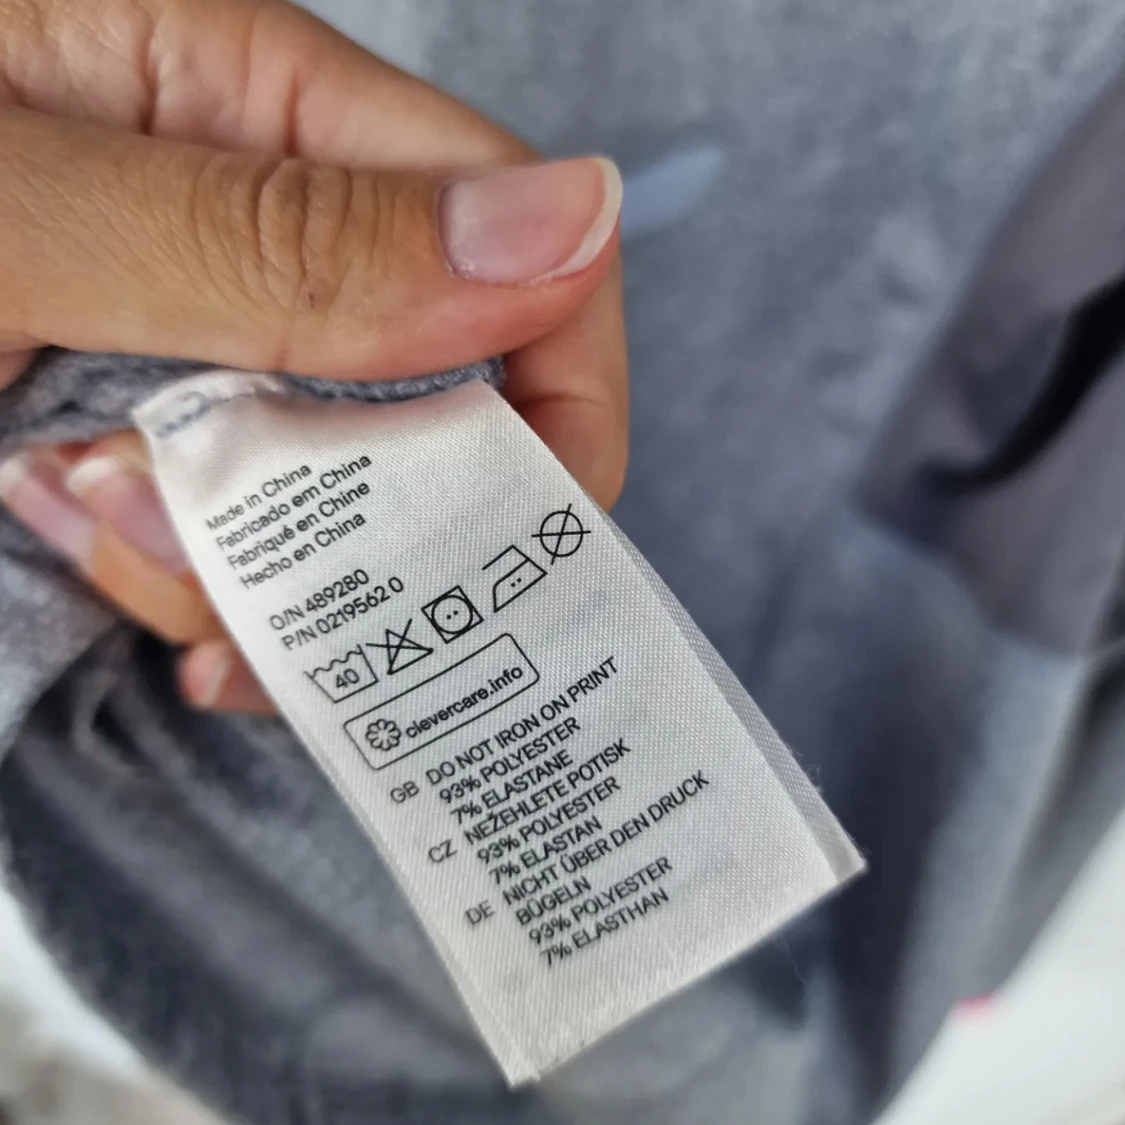 Made in China
Fabricado em China
Fabriqué en Chine
Hecho en China
O/N 489280
P/N 0219562 0
40
clevercare.info
GB DO NOT IRON ON PRINT
93% POLYESTER
7% ELASTANE
CZ NEŽEHLETE POTISK
93% POLYESTER
7% ELASTAN
DE NICHT ÜBER DEN DRUCK
BÜGELN
93% POLYESTER
7% ELASTHAN